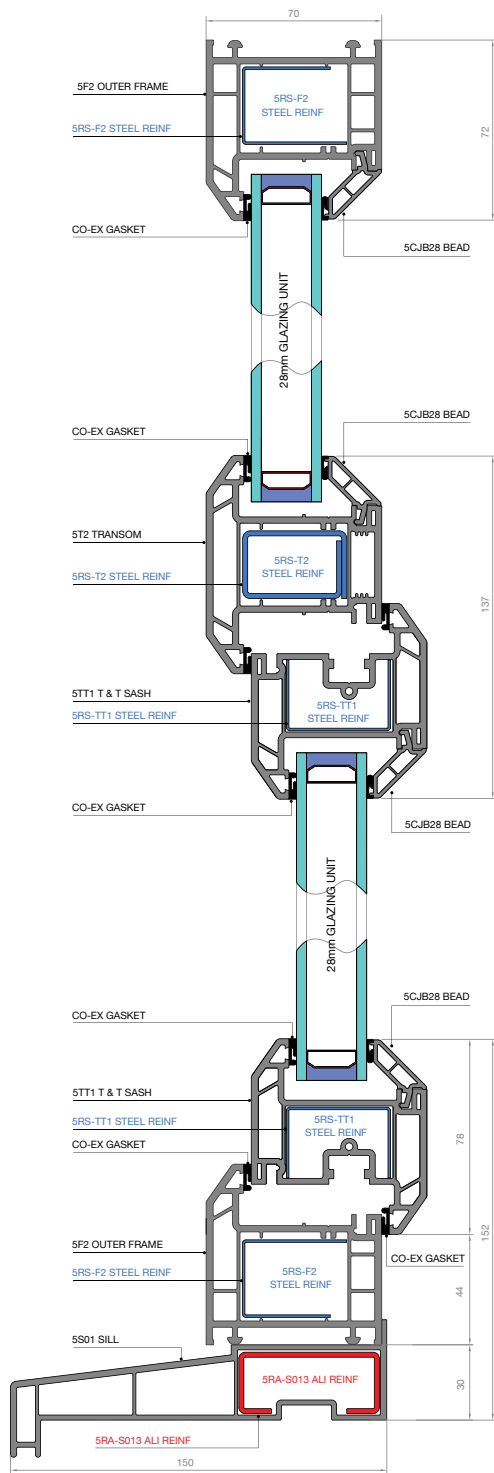 70
5F2 OUTER FRAME
5RS-F2
STEEL REINF
5RS-F2 STEEL REINF
72
CO-EX GASKET
5CJB28 BEAD
28mm GLAZING UNIT
5CJB28 BEAD
CO-EX GASKET
5T2 TRANSOM
5RS-T2
STEEL REINF
5RS-T2 STEEL REINF
137
5TT1 T & T SASH
5RS-TT1
STEEL REINF
5RS-TT1 STEEL REINF
CO-EX GASKET
5CJB28 BEAD
28mm GLAZING UNIT
5CJB28 BEAD
CO-EX GASKET
5TT1 T & T SASH
5RS-TT1
STEEL REINF
5RS-TT1 STEEL REINF
78
CO-EX GASKET
152
5F2 OUTER FRAME
CO-EX GASKET
5RS-F2
STEEL REINF
5RS-F2 STEEL REINF
44
5S01 SILL
5RA-S013 ALI REINF
30
5RA-S013 ALI REINF
150